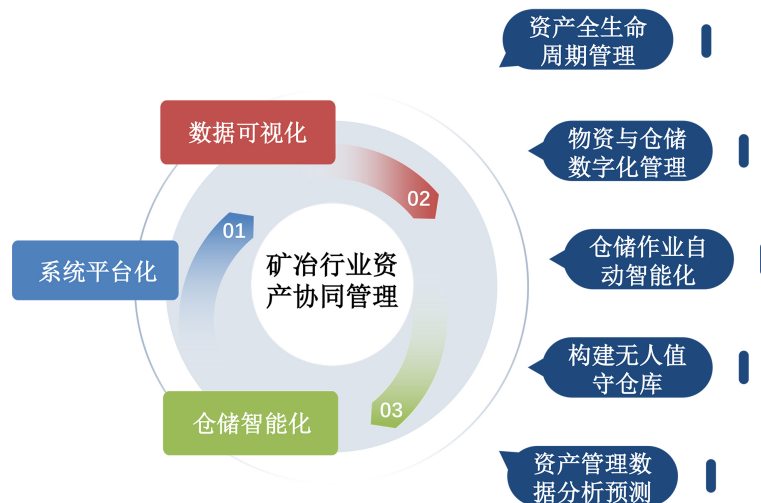 资产全生命
周期管理
数据可视化
物资与仓储
数字化管理
02
01
系统平台化
矿冶行业资
产协同管理
仓储作业自
动智能化
构建无人值
守仓库
03
仓储智能化
资产管理数
据分析预测